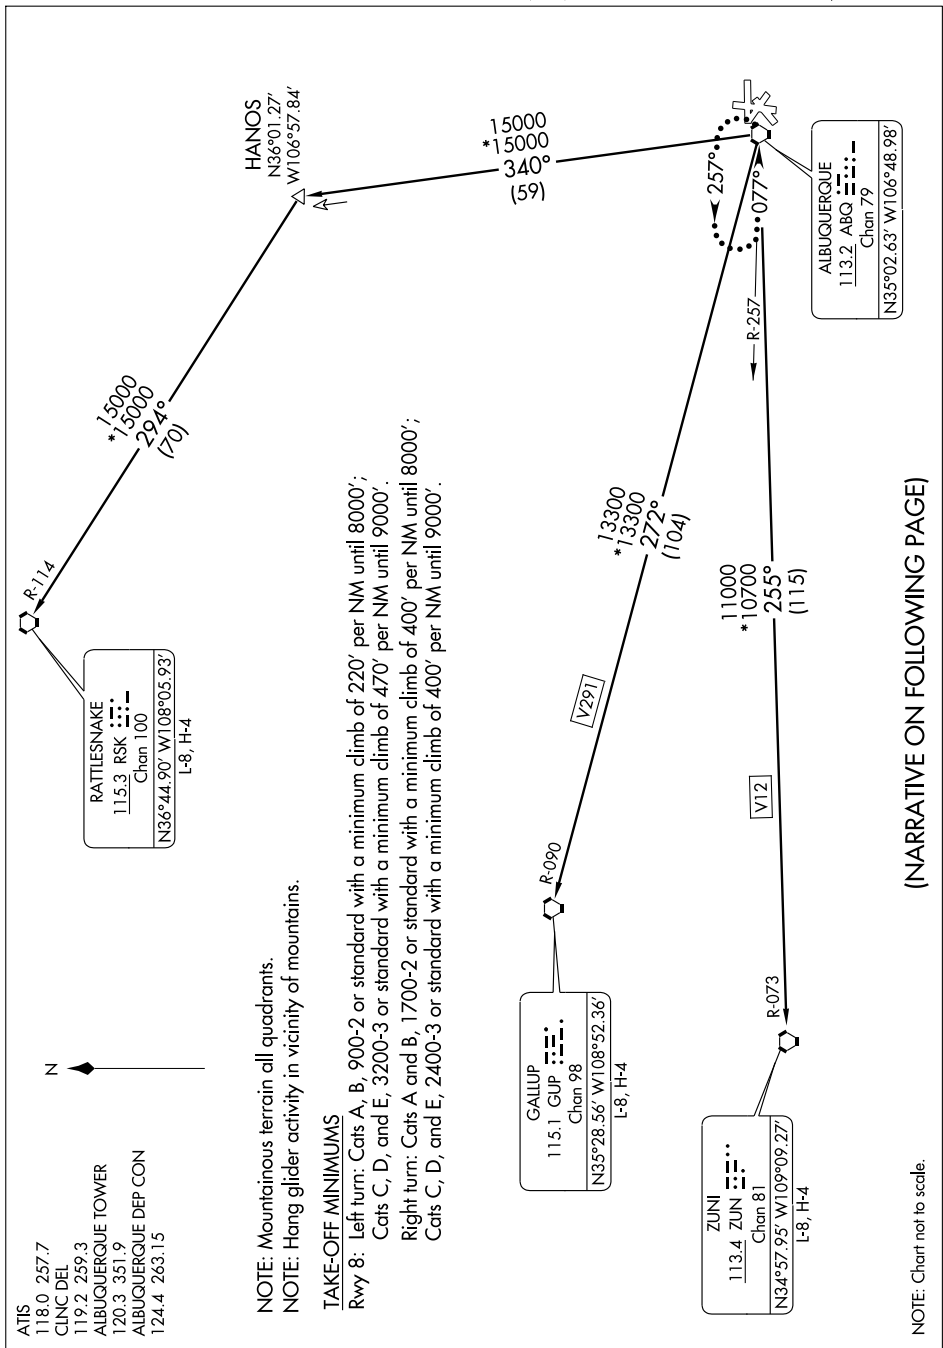 ATIS
118.0 257.7
CLNC DEL
119.2 259.3
ALBUQUERQUE TOWER
120.3 351.9
ALBUQUERQUE DEP CON
124.4 263.15
N
RATTLESNAKE
115.3 RSK
Chan 100
N36°44.90' W108°05.93'
L-8, H-4
R-114
15000
*15000
294°
(70)
HANOS
N36°01.27'
W106°57.84'
15000
*15000
340°
(59)
NOTE: Mountainous terrain all quadrants.
NOTE: Hang glider activity in vicinity of mountains.
TAKE-OFF MINIMUMS
Rwy 8: Left turn: Cats A, B, 900-2 or standard with a minimum climb of 220' per NM until 8000';
Cats C, D, and E, 3200-3 or standard with a minimum climb of 470' per NM until 9000'.
Right turn: Cats A and B, 1700-2 or standard with a minimum climb of 400' per NM until 8000';
Cats C, D, and E, 2400-3 or standard with a minimum climb of 400' per NM until 9000'.
GALLUP
115.1 GUP
Chan 98
N35°28.56' W108°52.36'
L-8, H-4
R-090
V291
13300
*13300
272°
(104)
257°
077°
R-257
ALBUQUERQUE
113.2 ABQ
Chan 79
N35°02.63' W106°48.98'
ZUNI
113.4 ZUN
Chan 81
N34°57.95' W109°09.27'
L-8, H-4
R-073
V12
11000
*10700
255°
(115)
NOTE: Chart not to scale.
(NARRATIVE ON FOLLOWING PAGE)